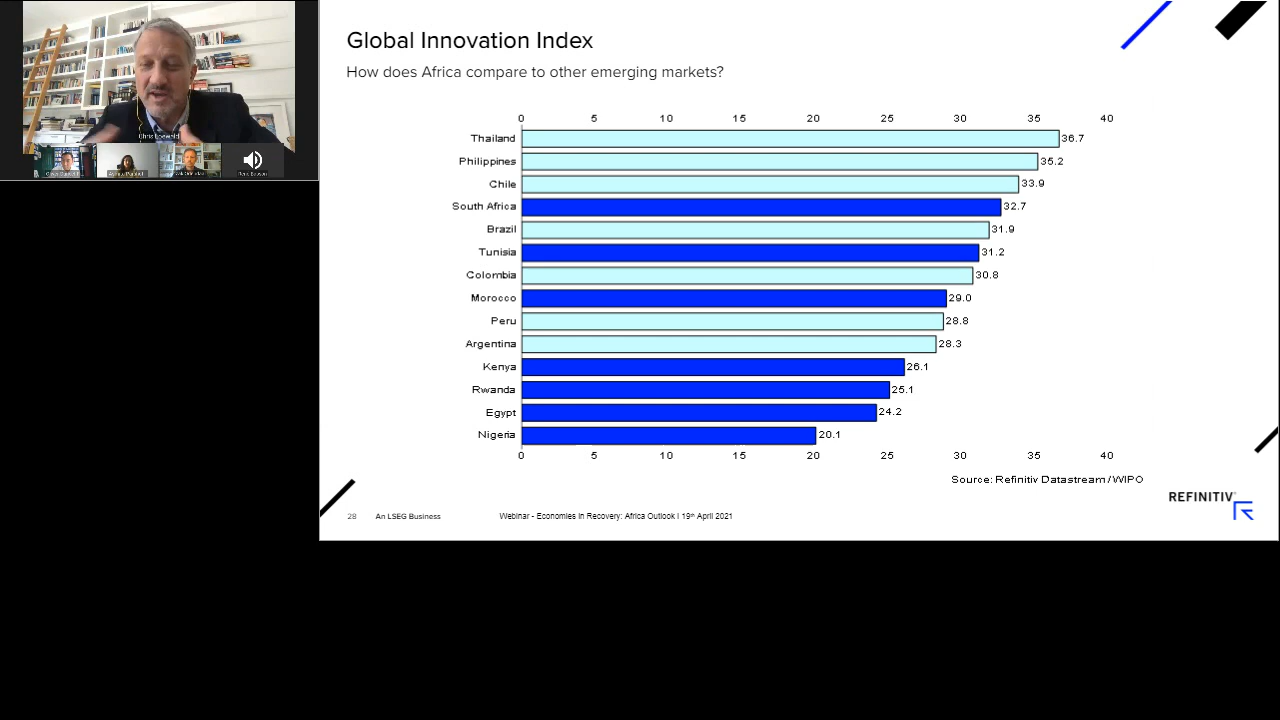 Global Innovation Index
How does Africa compare to other emerging markets?
0 5 10 15 20 25 30 35 40
Thailand 36.7
Philippines 35.2
Chile 33.9
South Africa 32.7
Brazil 31.9
Tunisia 31.2
Colombia 30.8
Morocco 29.0
Peru 28.8
Argentina 28.3
Kenya 26.1
Rwanda 25.1
Egypt 24.2
Nigeria 20.1
0 5 10 15 20 25 30 35 40
Source: Refinitiv Datastream / WIPO
REFINITIV
28 An LSEG Business Webinar - Economies in Recovery: Africa Outlook I 19th April 2021